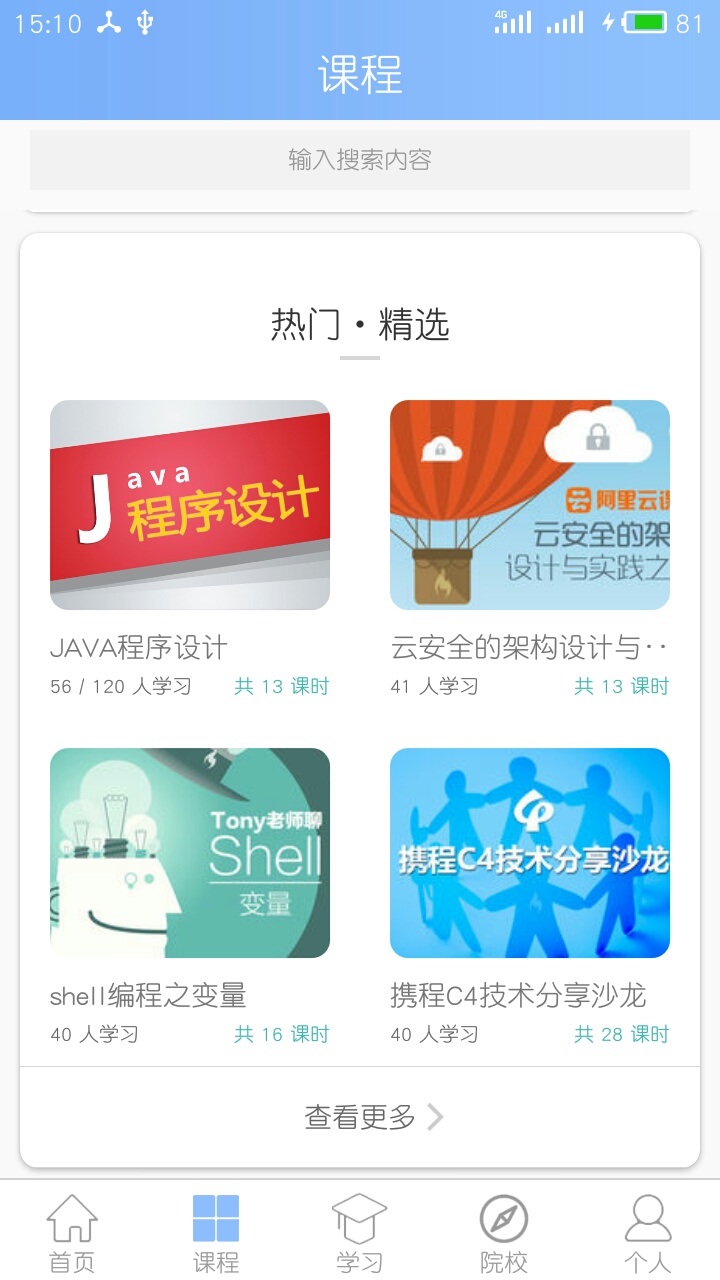 15:10
4G
81
课程
输入搜索内容
热门·精选
Java
程序设计
阿里云课
云安全的架
设计与实践之
JAVA程序设计
56 / 120 人学习 共 13 课时
云安全的架构设计与··
41 人学习 共 13 课时
Tony老师聊
Shell
变量
携程C4技术分享沙龙
shell编程之变量
40 人学习 共 16 课时
携程C4技术分享沙龙
40 人学习 共 28 课时
查看更多
首页
课程
学习
院校
个人